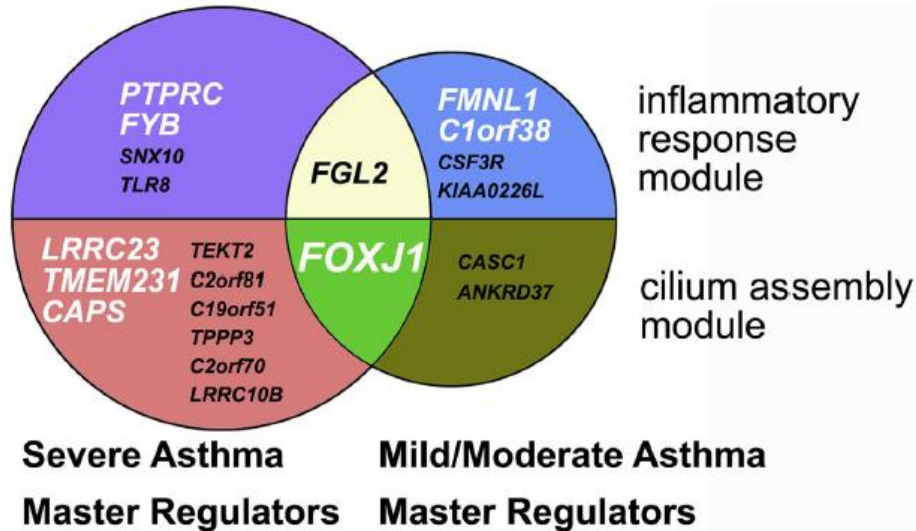 PTPRC
FYB
SNX10
TLR8
FGL2
FMNL1
C1orf38
CSF3R
KIAA0226L
inflammatory
response
module
LRRC23
TMEM231
CAPS
TEKT2
C2orf81
C19orf51
TPPP3
C2orf70
LRRC10B
FOXJ1
CASC1
ANKRD37
cilium assembly
module
Severe Asthma
Master Regulators
Mild/Moderate Asthma
Master Regulators